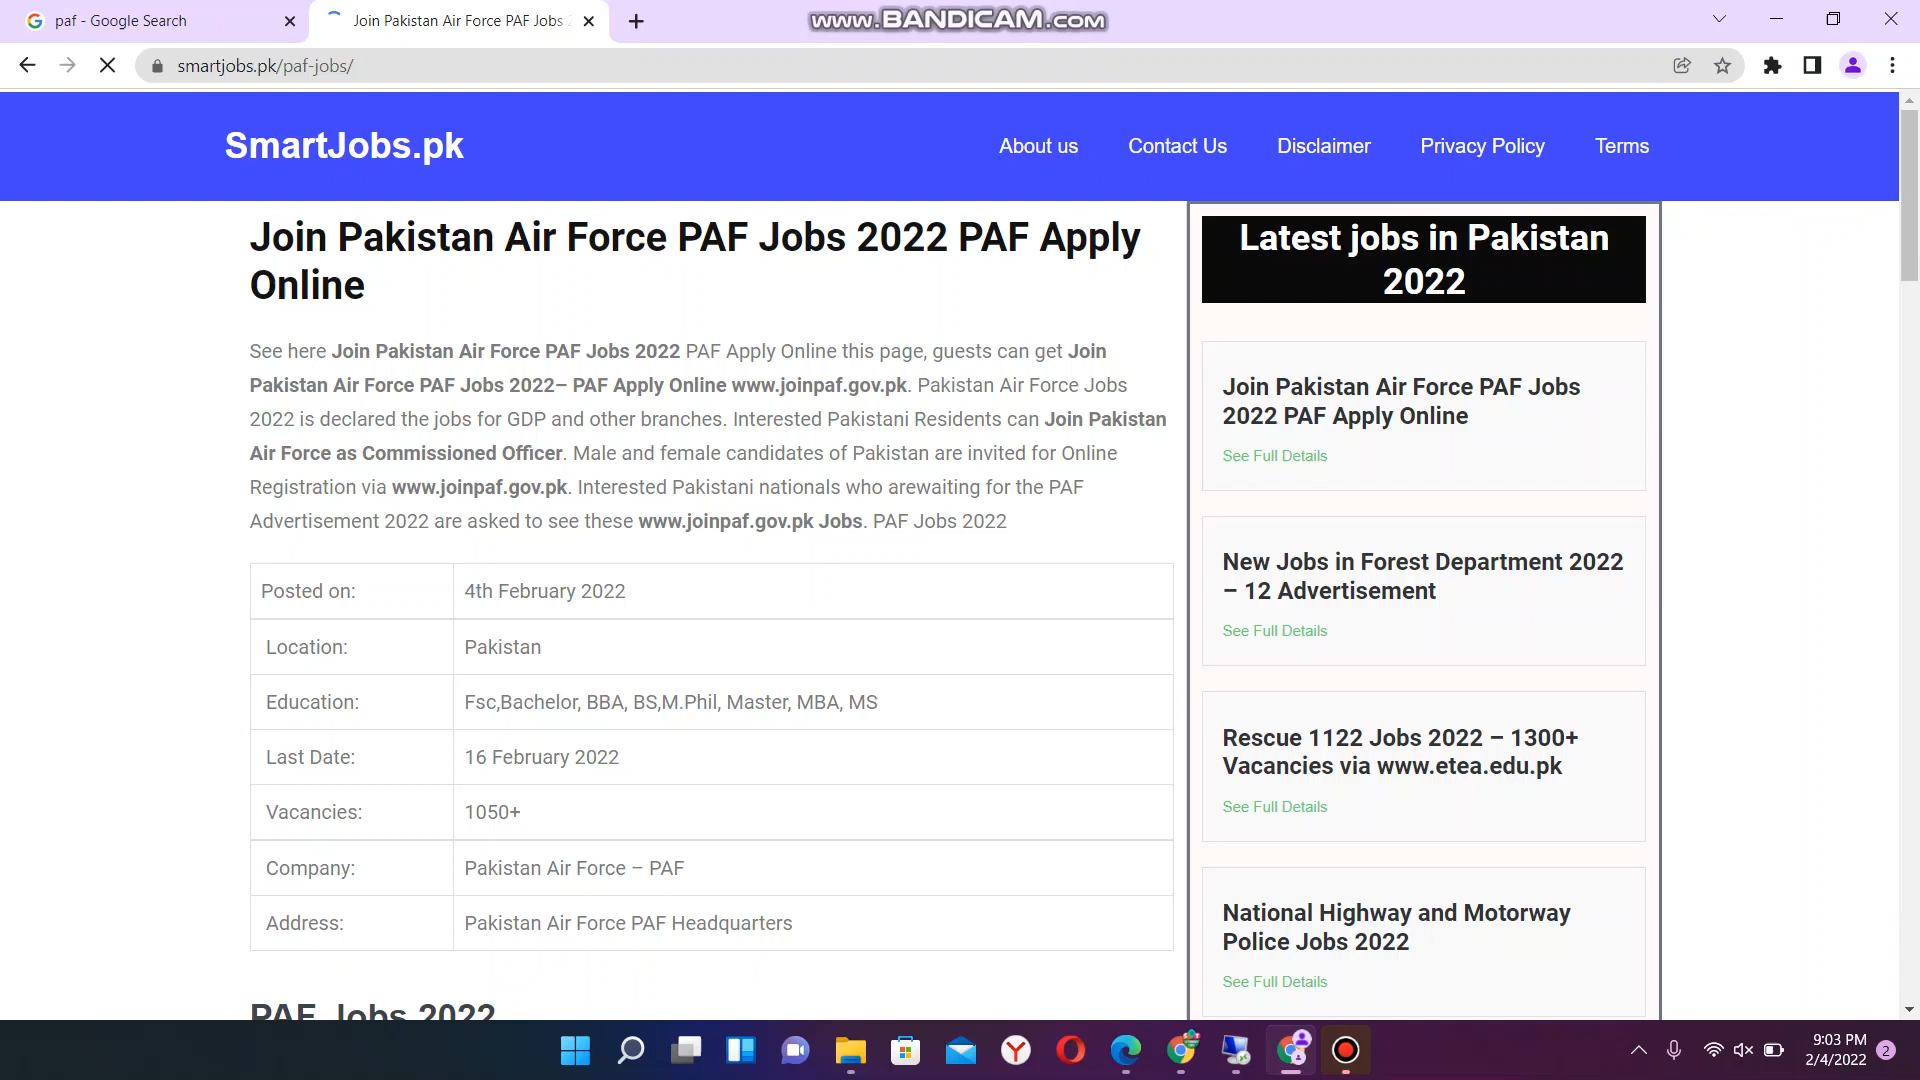 paf - Google Search
Join Pakistan Air Force PAF Jobs 2
www.BANDICAM.com
smartjobs.pk/paf-jobs/
SmartJobs.pk
About us
Contact Us
Disclaimer
Privacy Policy
Terms
Join Pakistan Air Force PAF Jobs 2022 PAF Apply
Online
See here Join Pakistan Air Force PAF Jobs 2022 PAF Apply Online this page, guests can get Join
Pakistan Air Force PAF Jobs 2022– PAF Apply Online www.joinpaf.gov.pk. Pakistan Air Force Jobs
2022 is declared the jobs for GDP and other branches. Interested Pakistani Residents can Join Pakistan
Air Force as Commissioned Officer. Male and female candidates of Pakistan are invited for Online
Registration via www.joinpaf.gov.pk. Interested Pakistani nationals who arewaiting for the PAF
Advertisement 2022 are asked to see these www.joinpaf.gov.pk Jobs. PAF Jobs 2022
Posted on: 4th February 2022
Location: Pakistan
Education: Fsc,Bachelor, BBA, BS,M.Phil, Master, MBA, MS
Last Date: 16 February 2022
Vacancies: 1050+
Company: Pakistan Air Force – PAF
Address: Pakistan Air Force PAF Headquarters
PAF Jobs 2022
Latest jobs in Pakistan
2022
Join Pakistan Air Force PAF Jobs
2022 PAF Apply Online
See Full Details
New Jobs in Forest Department 2022
– 12 Advertisement
See Full Details
Rescue 1122 Jobs 2022 – 1300+
Vacancies via www.etea.edu.pk
See Full Details
National Highway and Motorway
Police Jobs 2022
See Full Details
9:03 PM
2/4/2022
2